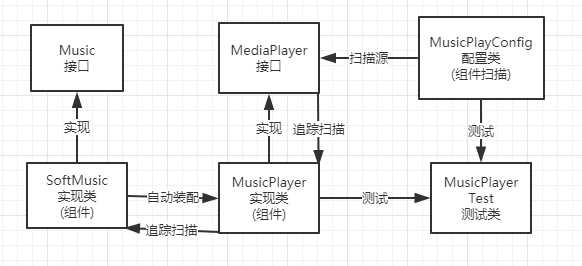 Music
接口
MediaPlayer
接口
扫描源
MusicPlayConfig
配置类
(组件扫描)
实现
实现
追踪扫描
测试
SoftMusic
实现类
(组件)
自动装配
追踪扫描
MusicPlayer
实现类
(组件)
测试
MusicPlayer
Test
测试类